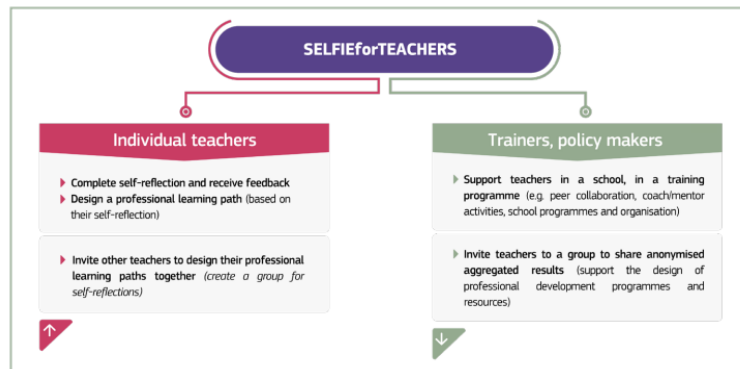 SELFIEforTEACHERS
Individual teachers
Complete self-reflection and receive feedback
Design a professional learning path (based on
their self-reflection)
Invite other teachers to design their professional
learning paths together (create a group for
self-reflections)
Trainers, policy makers
Support teachers in a school, in a training
programme (e.g. peer collaboration, coach/mentor
activities, school programmes and organisation)
Invite teachers to a group to share anonymised
aggregated results (support the design of
professional development programmes and
resources)